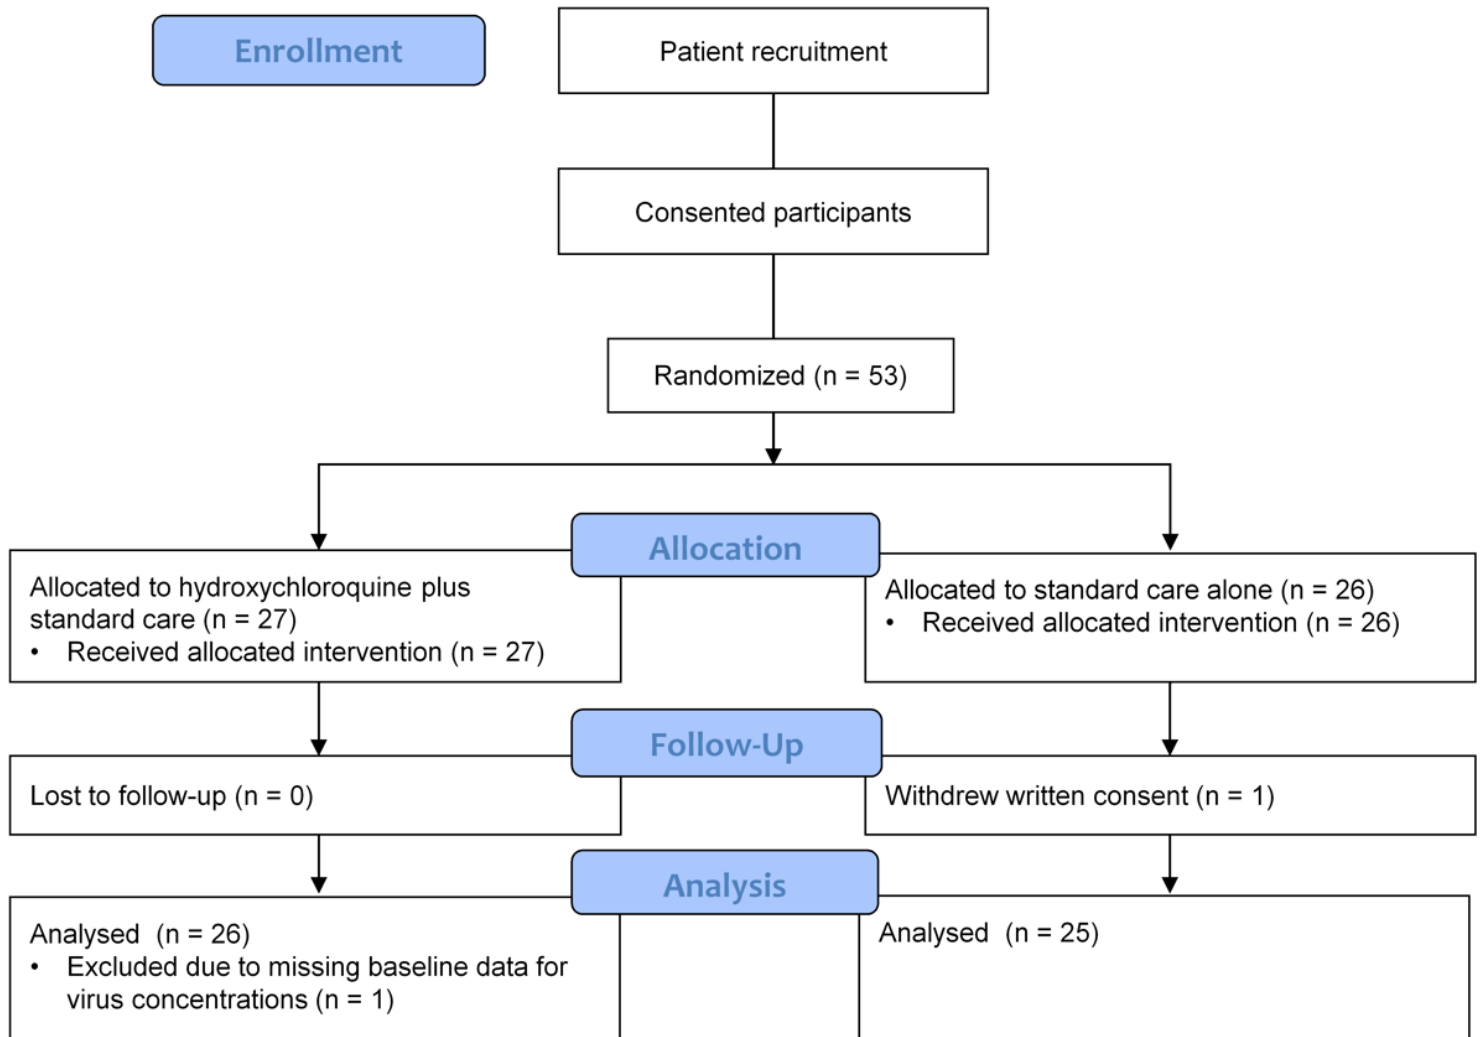 Enrollment
Patient recruitment
Consented participants
Randomized (n = 53)
Allocation
Allocated to hydroxychloroquine plus
standard care (n = 27)
• Received allocated intervention (n = 27)
Allocated to standard care alone (n = 26)
• Received allocated intervention (n = 26)
Follow-Up
Lost to follow-up (n = 0)
Withdrew written consent (n = 1)
Analysis
Analysed (n = 26)
• Excluded due to missing baseline data for
virus concentrations (n = 1)
Analysed (n = 25)